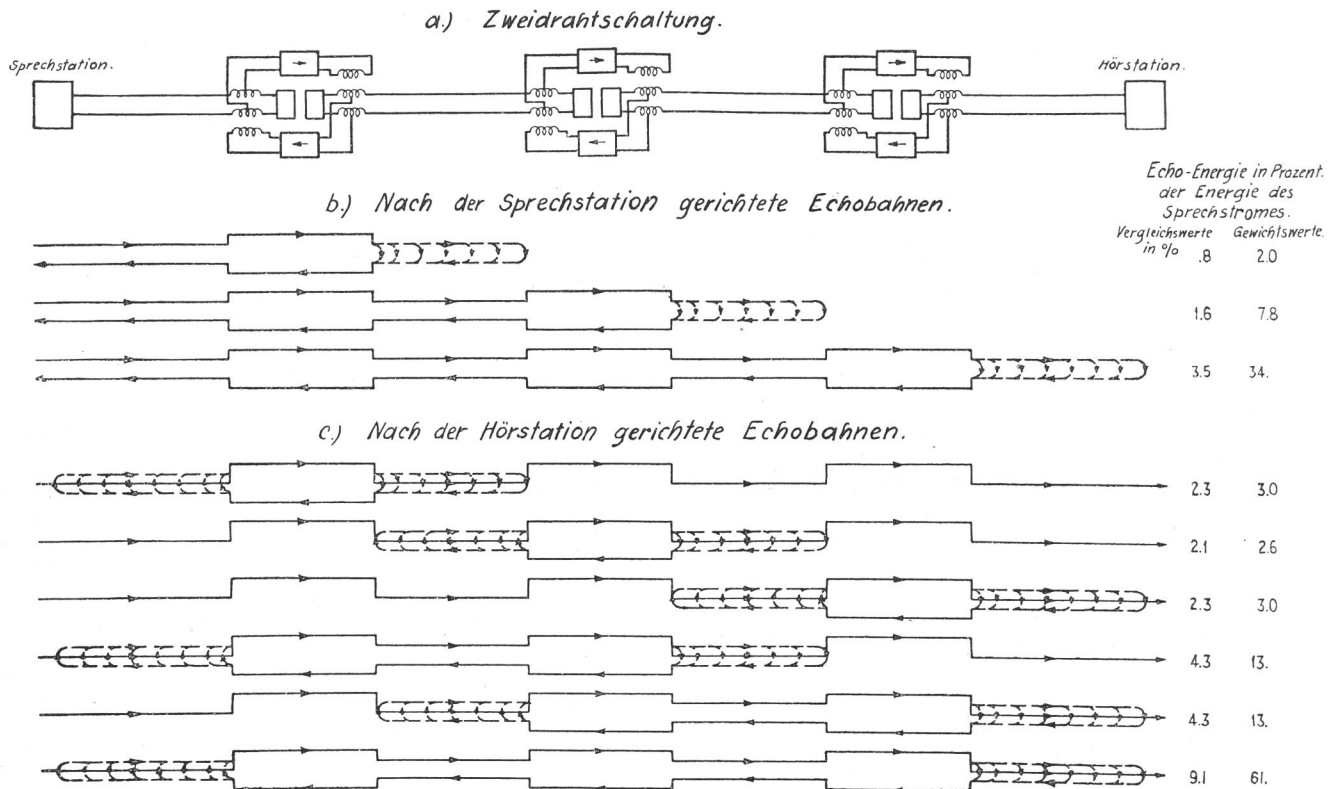 a.) Zweidrahtschaltung.
Sprechstation.
Hörstation.
Echo-Energie in Prozent.
der Energie des
Sprechstromes.
b.) Nach der Sprechstation gerichtete Echobahnen.
Vergleichswerte Gewichtswerte.
in %
.8 2.0
1.6 7.8
3.5 34.
c.) Nach der Hörstation gerichtete Echobahnen.
2.3 3.0
2.1 2.6
2.3 3.0
4.3 13.
4.3 13.
9.1 61.